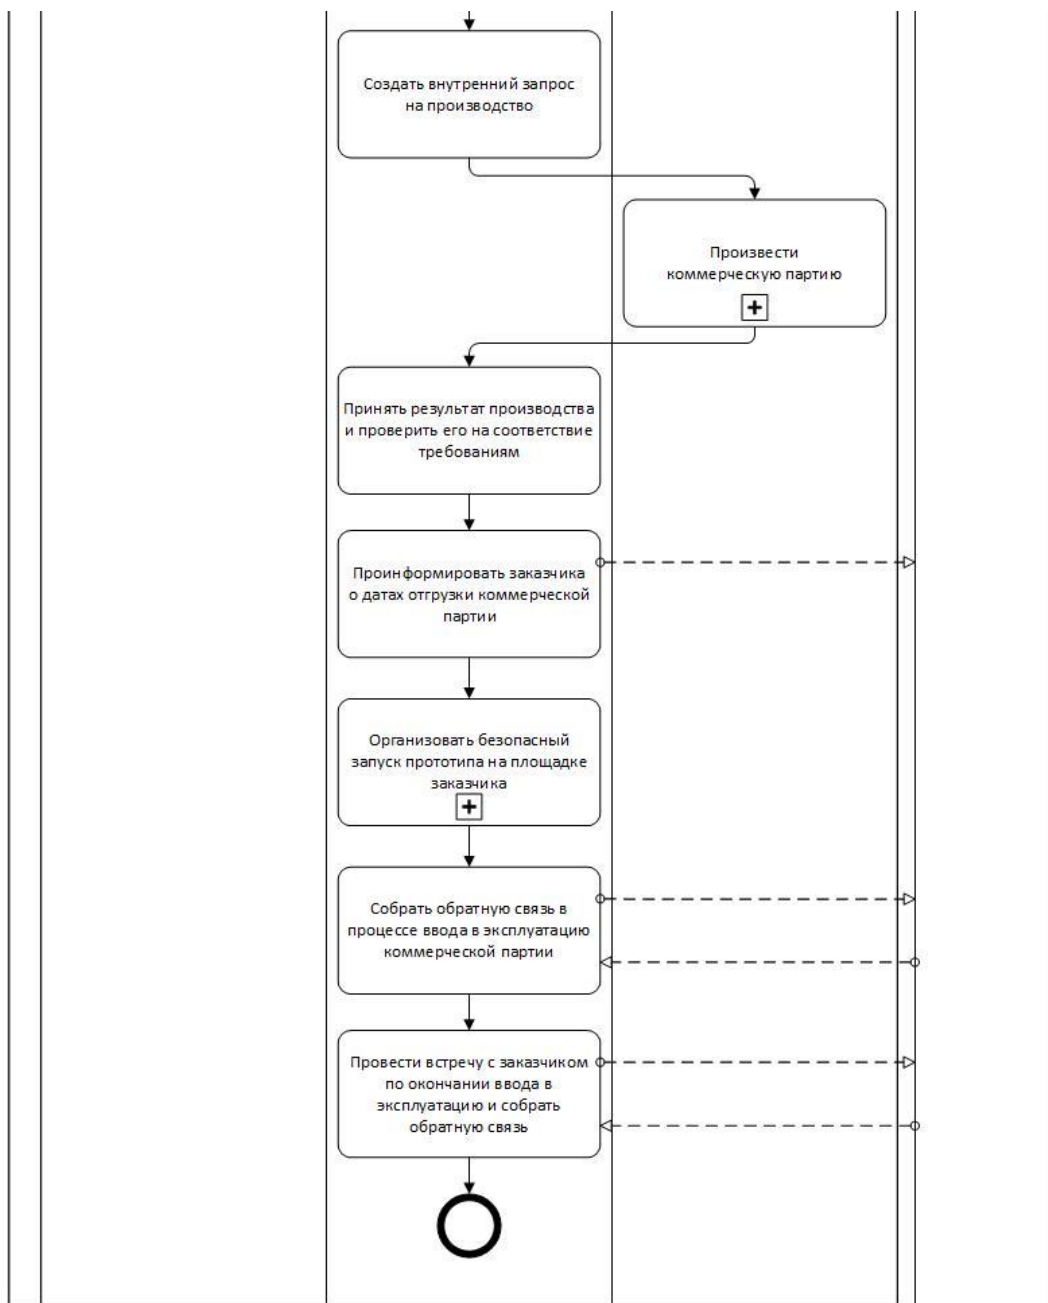 Создать внутренний запрос
на производство
Произвести
коммерческую партию
Принять результат производства
и проверить его на соответствие
требованиям
Проинформировать заказчика
о датах отгрузки коммерческой
партии
Организовать безопасный
запуск прототипа на площадке
заказчика
Собрать обратную связь в
процессе ввода в эксплуатацию
коммерческой партии
Провести встречу с заказчиком
по окончании ввода в
эксплуатацию и собрать
обратную связь